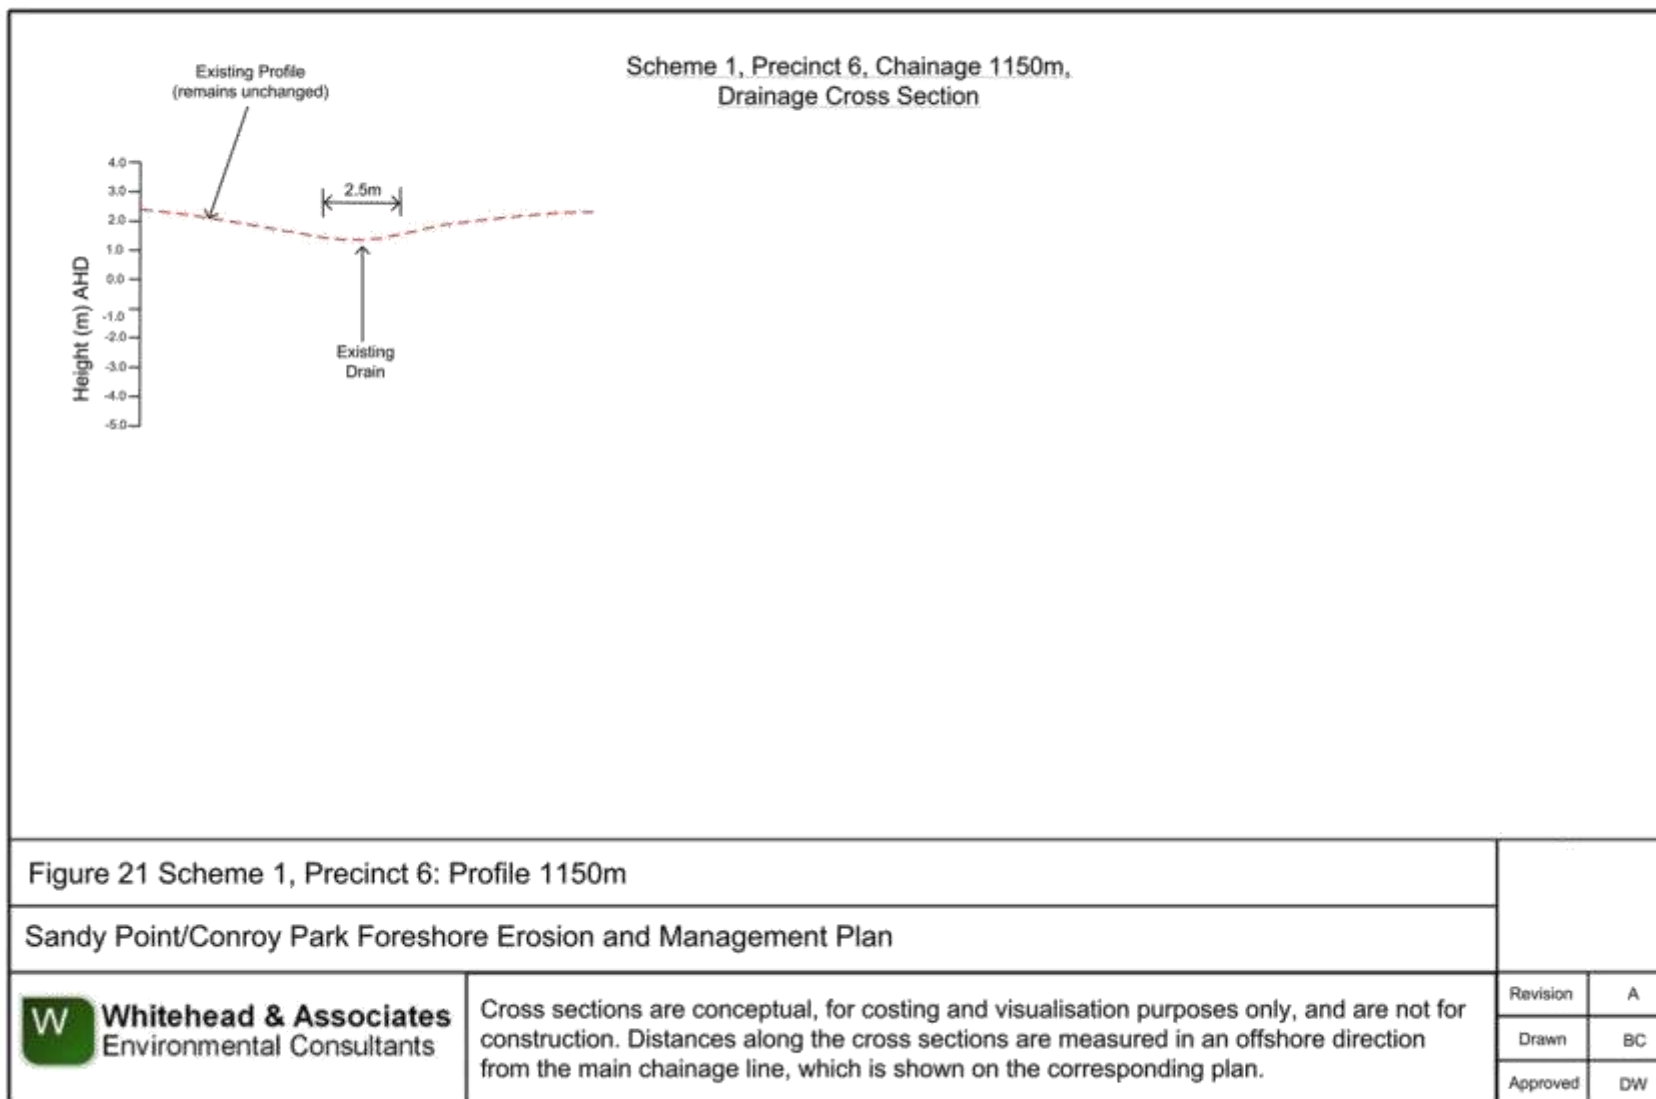 Scheme 1, Precinct 6, Chainage 1150m,
Drainage Cross Section
Existing Profile
(remains unchanged)
4.0
3.0
2.0
1.0
0.0
-1.0
-2.0
-3.0
-4.0
-5.0
Height (m) AHD
2.5m
Existing
Drain
Figure 21 Scheme 1, Precinct 6: Profile 1150m
Sandy Point/Conroy Park Foreshore Erosion and Management Plan
W
Whitehead & Associates
Environmental Consultants
Cross sections are conceptual, for costing and visualisation purposes only, and are not for
construction. Distances along the cross sections are measured in an offshore direction
from the main chainage line, which is shown on the corresponding plan.
Revision A
Drawn BC
Approved DW